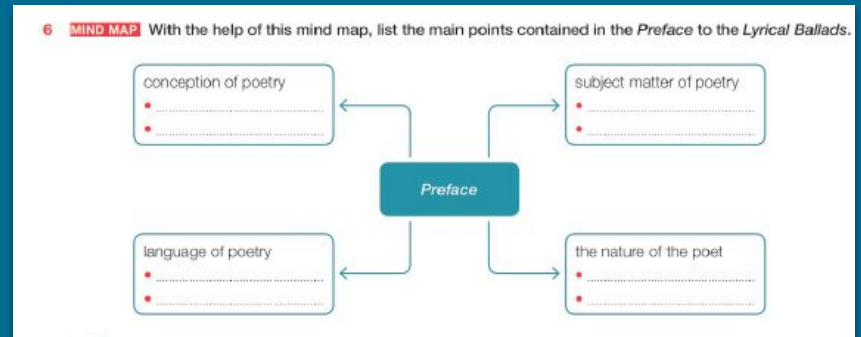 6 MIND MAP With the help of this mind map, list the main points contained in the Preface to the Lyrical Ballads.
conception of poetry
subject matter of poetry
Preface
language of poetry
the nature of the poet